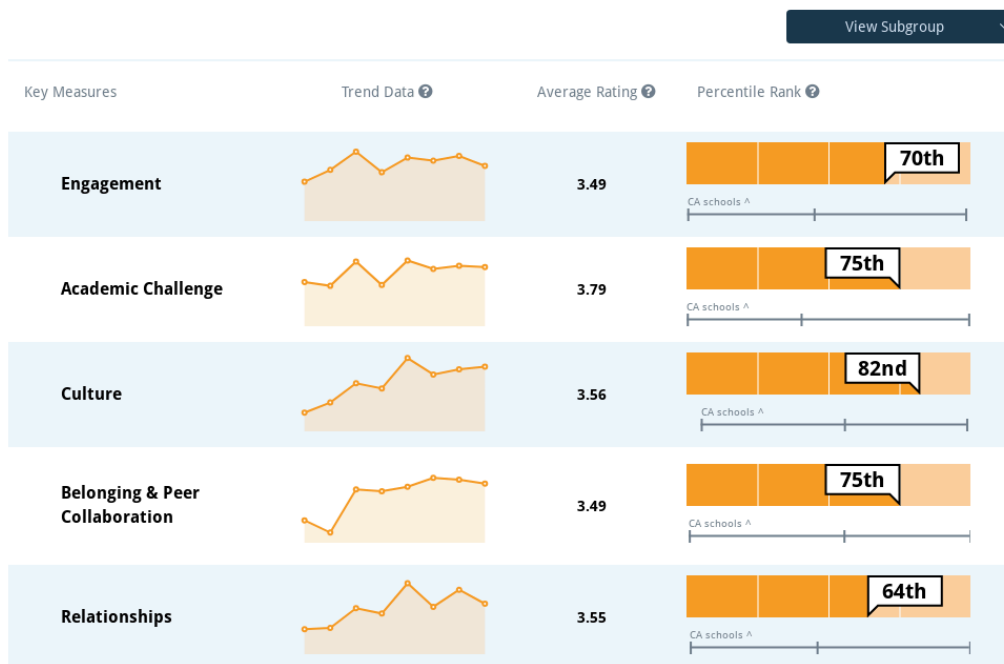 View Subgroup
Key Measures Trend Data ? Average Rating ? Percentile Rank ?
Engagement 3.49 70th
CA schools ^
Academic Challenge 3.79 75th
CA schools ^
Culture 3.56 82nd
CA schools ^
Belonging & Peer
Collaboration 3.49 75th
CA schools ^
Relationships 3.55 64th
CA schools ^